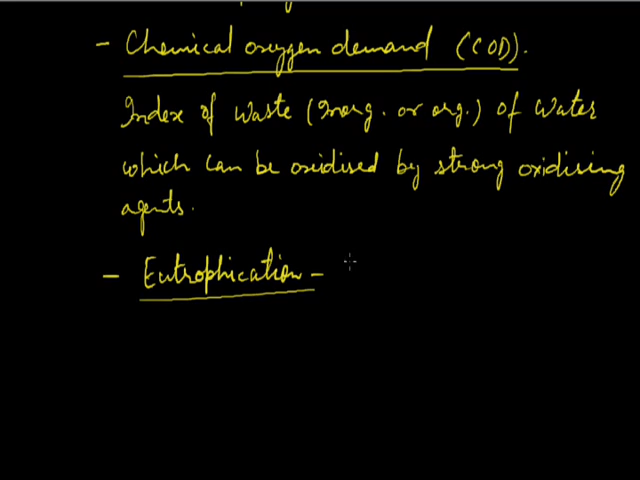 - Chemical oxygen demand (COD).
Index of waste (Inorg. or org.) of water
which can be oxidised by strong oxidising
agents.
- Eutrophication -